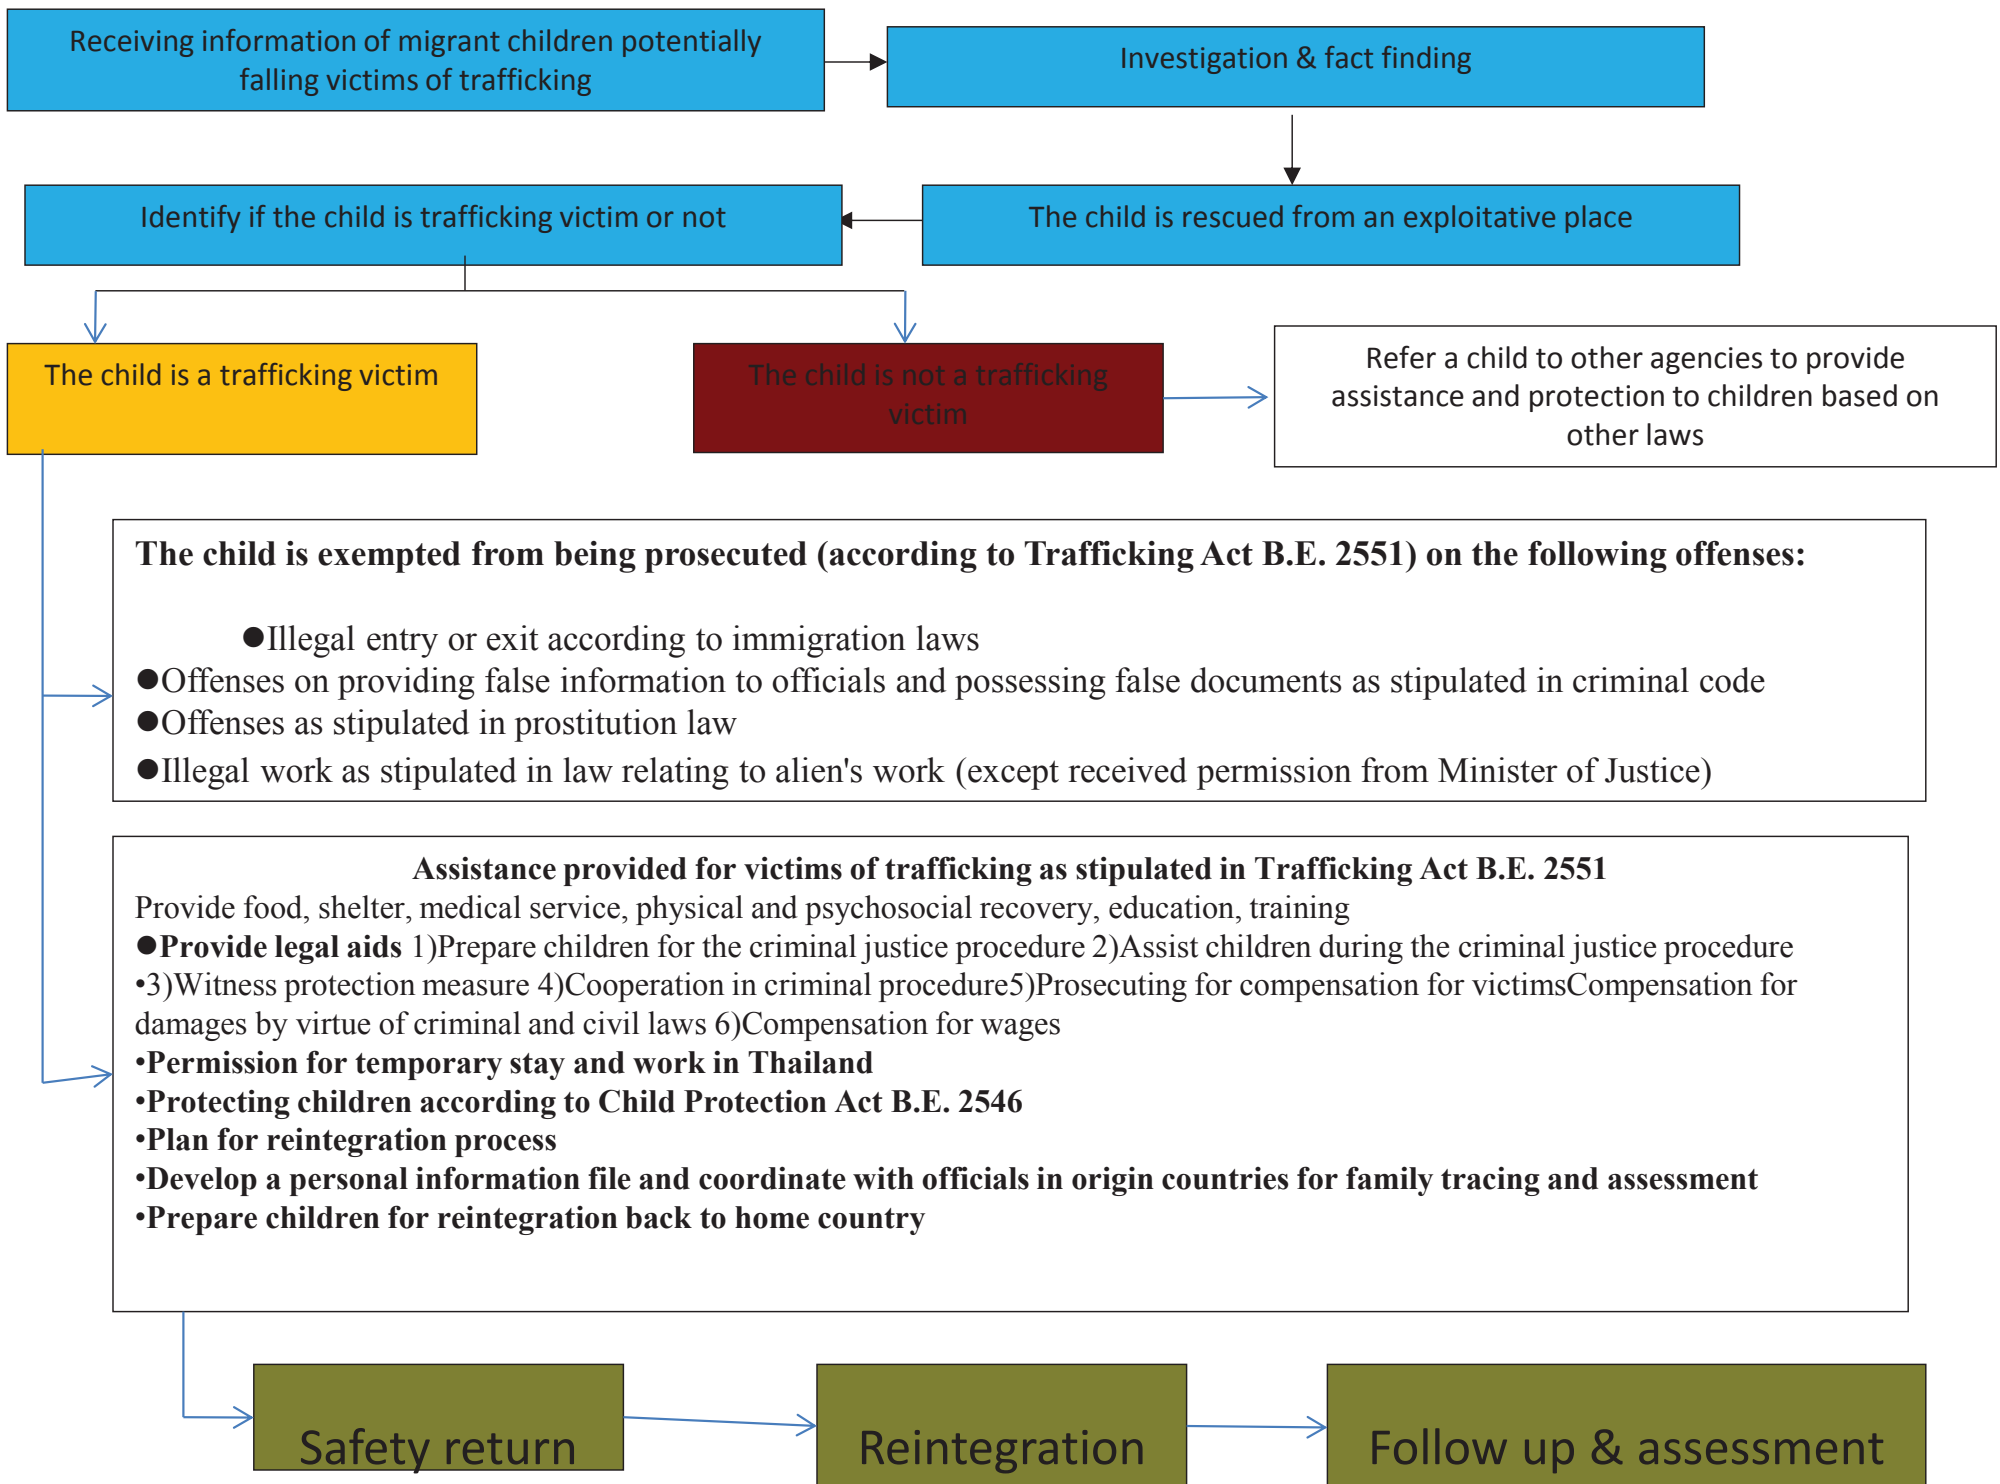 Receiving information of migrant children potentially
falling victims of trafficking
Investigation & fact finding
Identify if the child is trafficking victim or not
The child is rescued from an exploitative place
The child is a trafficking victim
The child is not a trafficking
victim
Refer a child to other agencies to provide
assistance and protection to children based on
other laws
The child is exempted from being prosecuted (according to Trafficking Act B.E. 2551) on the following offenses:
●Illegal entry or exit according to immigration laws
●Offenses on providing false information to officials and possessing false documents as stipulated in criminal code
●Offenses as stipulated in prostitution law
●Illegal work as stipulated in law relating to alien's work (except received permission from Minister of Justice)
Assistance provided for victims of trafficking as stipulated in Trafficking Act B.E. 2551
Provide food, shelter, medical service, physical and psychosocial recovery, education, training
●Provide legal aids 1)Prepare children for the criminal justice procedure 2)Assist children during the criminal justice procedure
•3)Witness protection measure 4)Cooperation in criminal procedure5)Prosecuting for compensation for victimsCompensation for
damages by virtue of criminal and civil laws 6)Compensation for wages
•Permission for temporary stay and work in Thailand
•Protecting children according to Child Protection Act B.E. 2546
•Plan for reintegration process
•Develop a personal information file and coordinate with officials in origin countries for family tracing and assessment
•Prepare children for reintegration back to home country
Safety return
Reintegration
Follow up & assessment